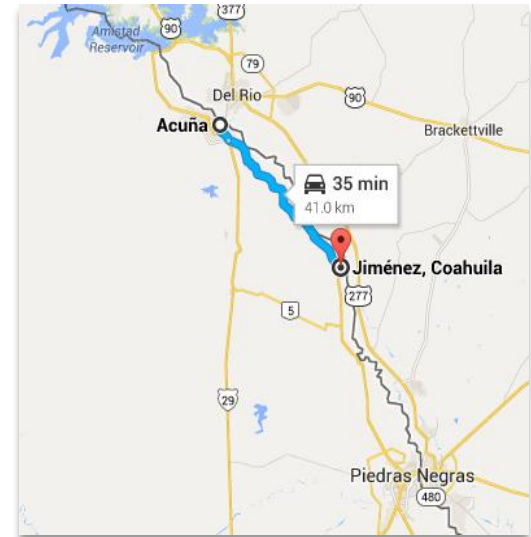 377
90
Amistad
Reservoir
79
Del Rio
90
Acuña
Brackettville
35 min
41.0 km
Jiménez, Coahuila
277
5
29
Piedras Negras
480